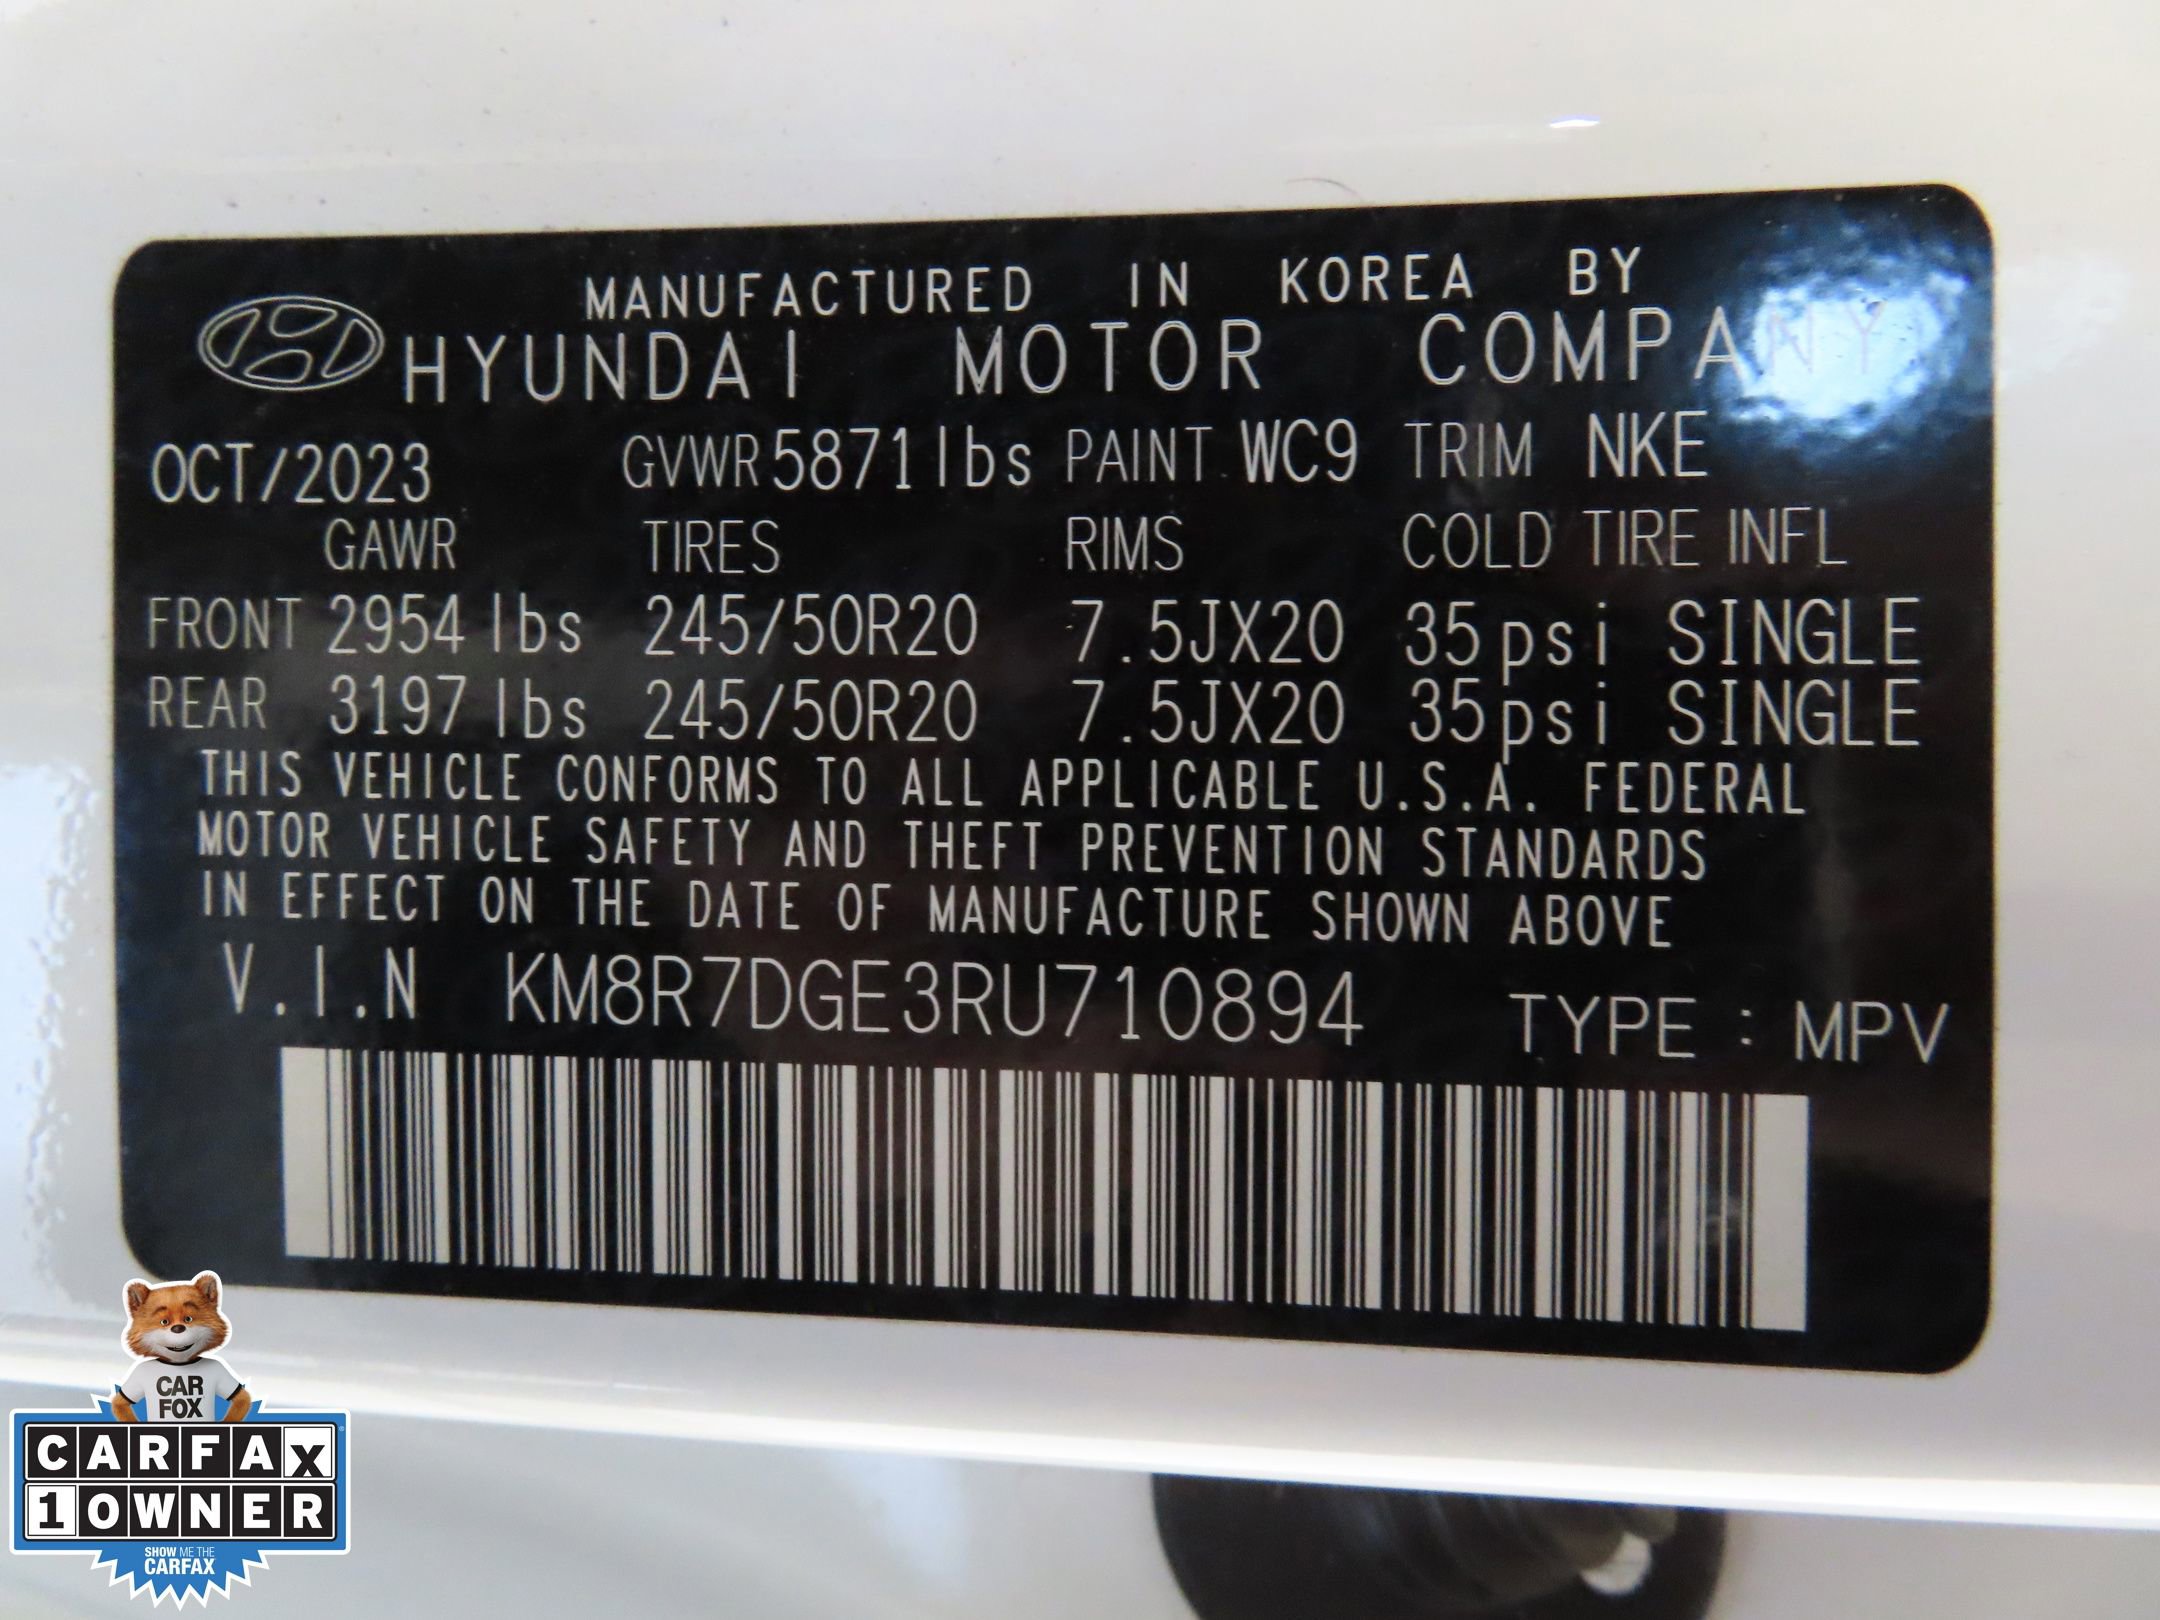 MANUFACTURED IN KOREA BY
HYUNDAI MOTOR COMPANY
OCT/2023 GVWR 5871lbs PAINT WC9 TRIM NKE
GAWR TIRES RIMS COLD TIRE INFL
FRONT 2954 lbs 245/50R20 7.5JX20 35psi SINGLE
REAR 3197 lbs 245/50R20 7.5JX20 35psi SINGLE
THIS VEHICLE CONFORMS TO ALL APPLICABLE U.S.A. FEDERAL
MOTOR VEHICLE SAFETY AND THEFT PREVENTION STANDARDS
IN EFFECT ON THE DATE OF MANUFACTURE SHOWN ABOVE
V.I.N KM8R7DGE3RU710894 TYPE : MPV
CAR
FOX
CARFAX
1 OWNER
SHOW ME THE
CARFAX